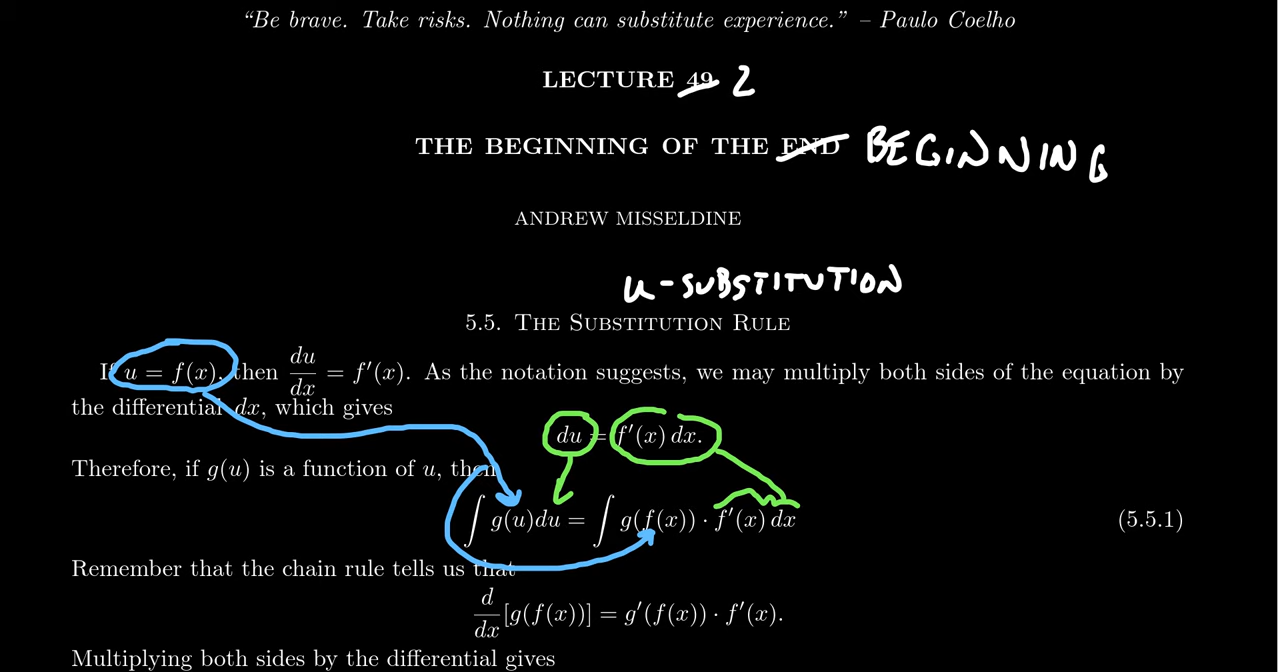 “Be brave. Take risks. Nothing can substitute experience.” – Paulo Coelho
LECTURE 49 2
THE BEGINNING OF THE END BEGINNING
ANDREW MISSELDINE
u-SUBSTITUTION
5.5. THE SUBSTITUTION RULE
If u = f(x), then du/dx = f′(x). As the notation suggests, we may multiply both sides of the equation by
the differential dx, which gives
du = f′(x) dx.
Therefore, if g(u) is a function of u, then
∫ g(u)du = ∫ g(f(x)) · f′(x) dx (5.5.1)
Remember that the chain rule tells us that
d/dx [g(f(x))] = g′(f(x)) · f′(x).
Multiplying both sides by the differential gives